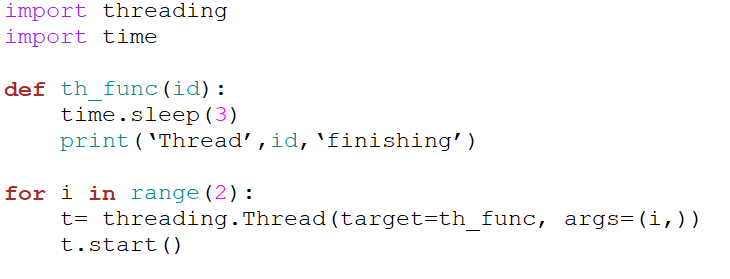 import threading
import time
def th_func(id):
    time.sleep(3)
    print(‘Thread’,id,‘finishing’)
for i in range(2):
    t= threading.Thread(target=th_func, args=(i,))
    t.start()